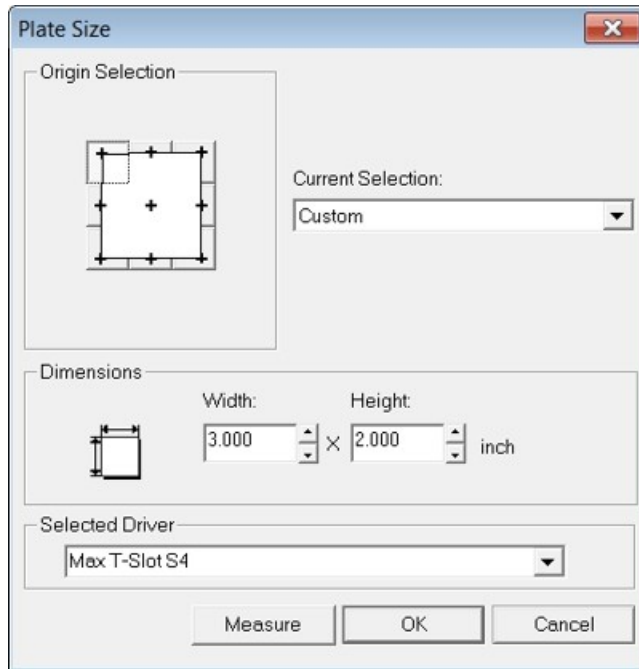 Plate Size
Origin Selection
Current Selection:
Custom
Dimensions
Width:
Height:
3.000 X 2.000 inch
Selected Driver
Max T-Slot S4
Measure OK Cancel